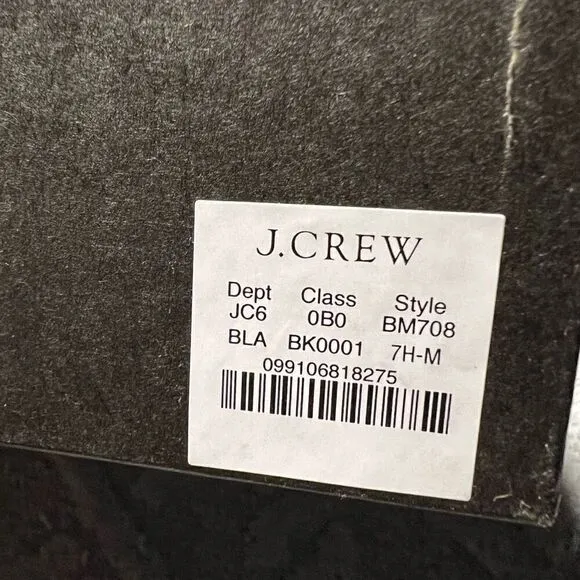 J.CREW
Dept Class Style
JC6 0B0 BM708
BLA BK0001 7H-M
099106818275